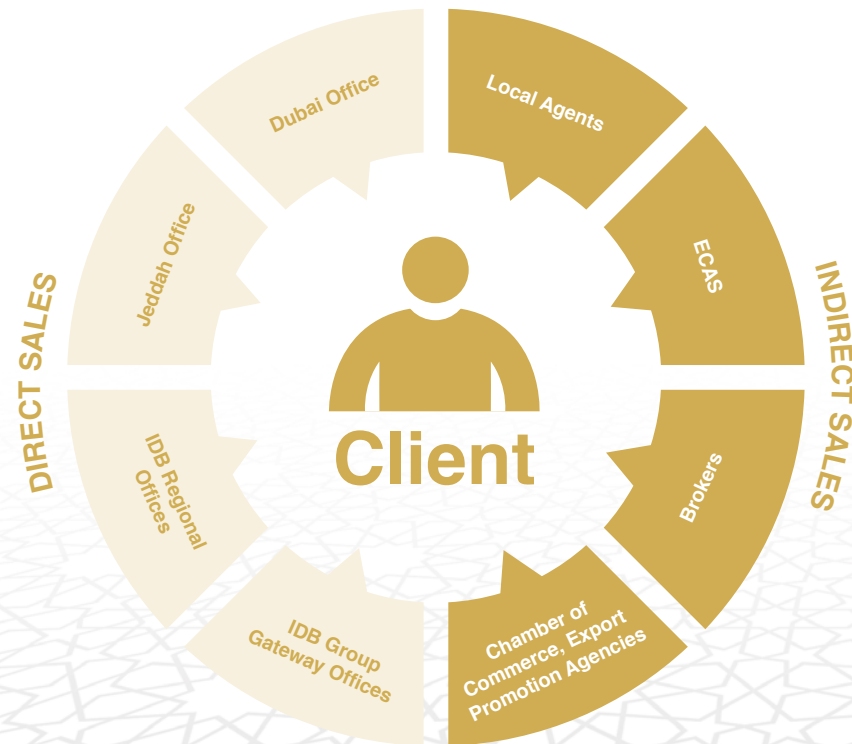 Dubai Office
Local Agents
Jeddah Office
ECAS
DIRECT SALES
INDIRECT SALES
Client
IDB Regional
Offices
Brokers
IDB Group
Gateway Offices
Chamber of
Commerce, Export
Promotion Agencies